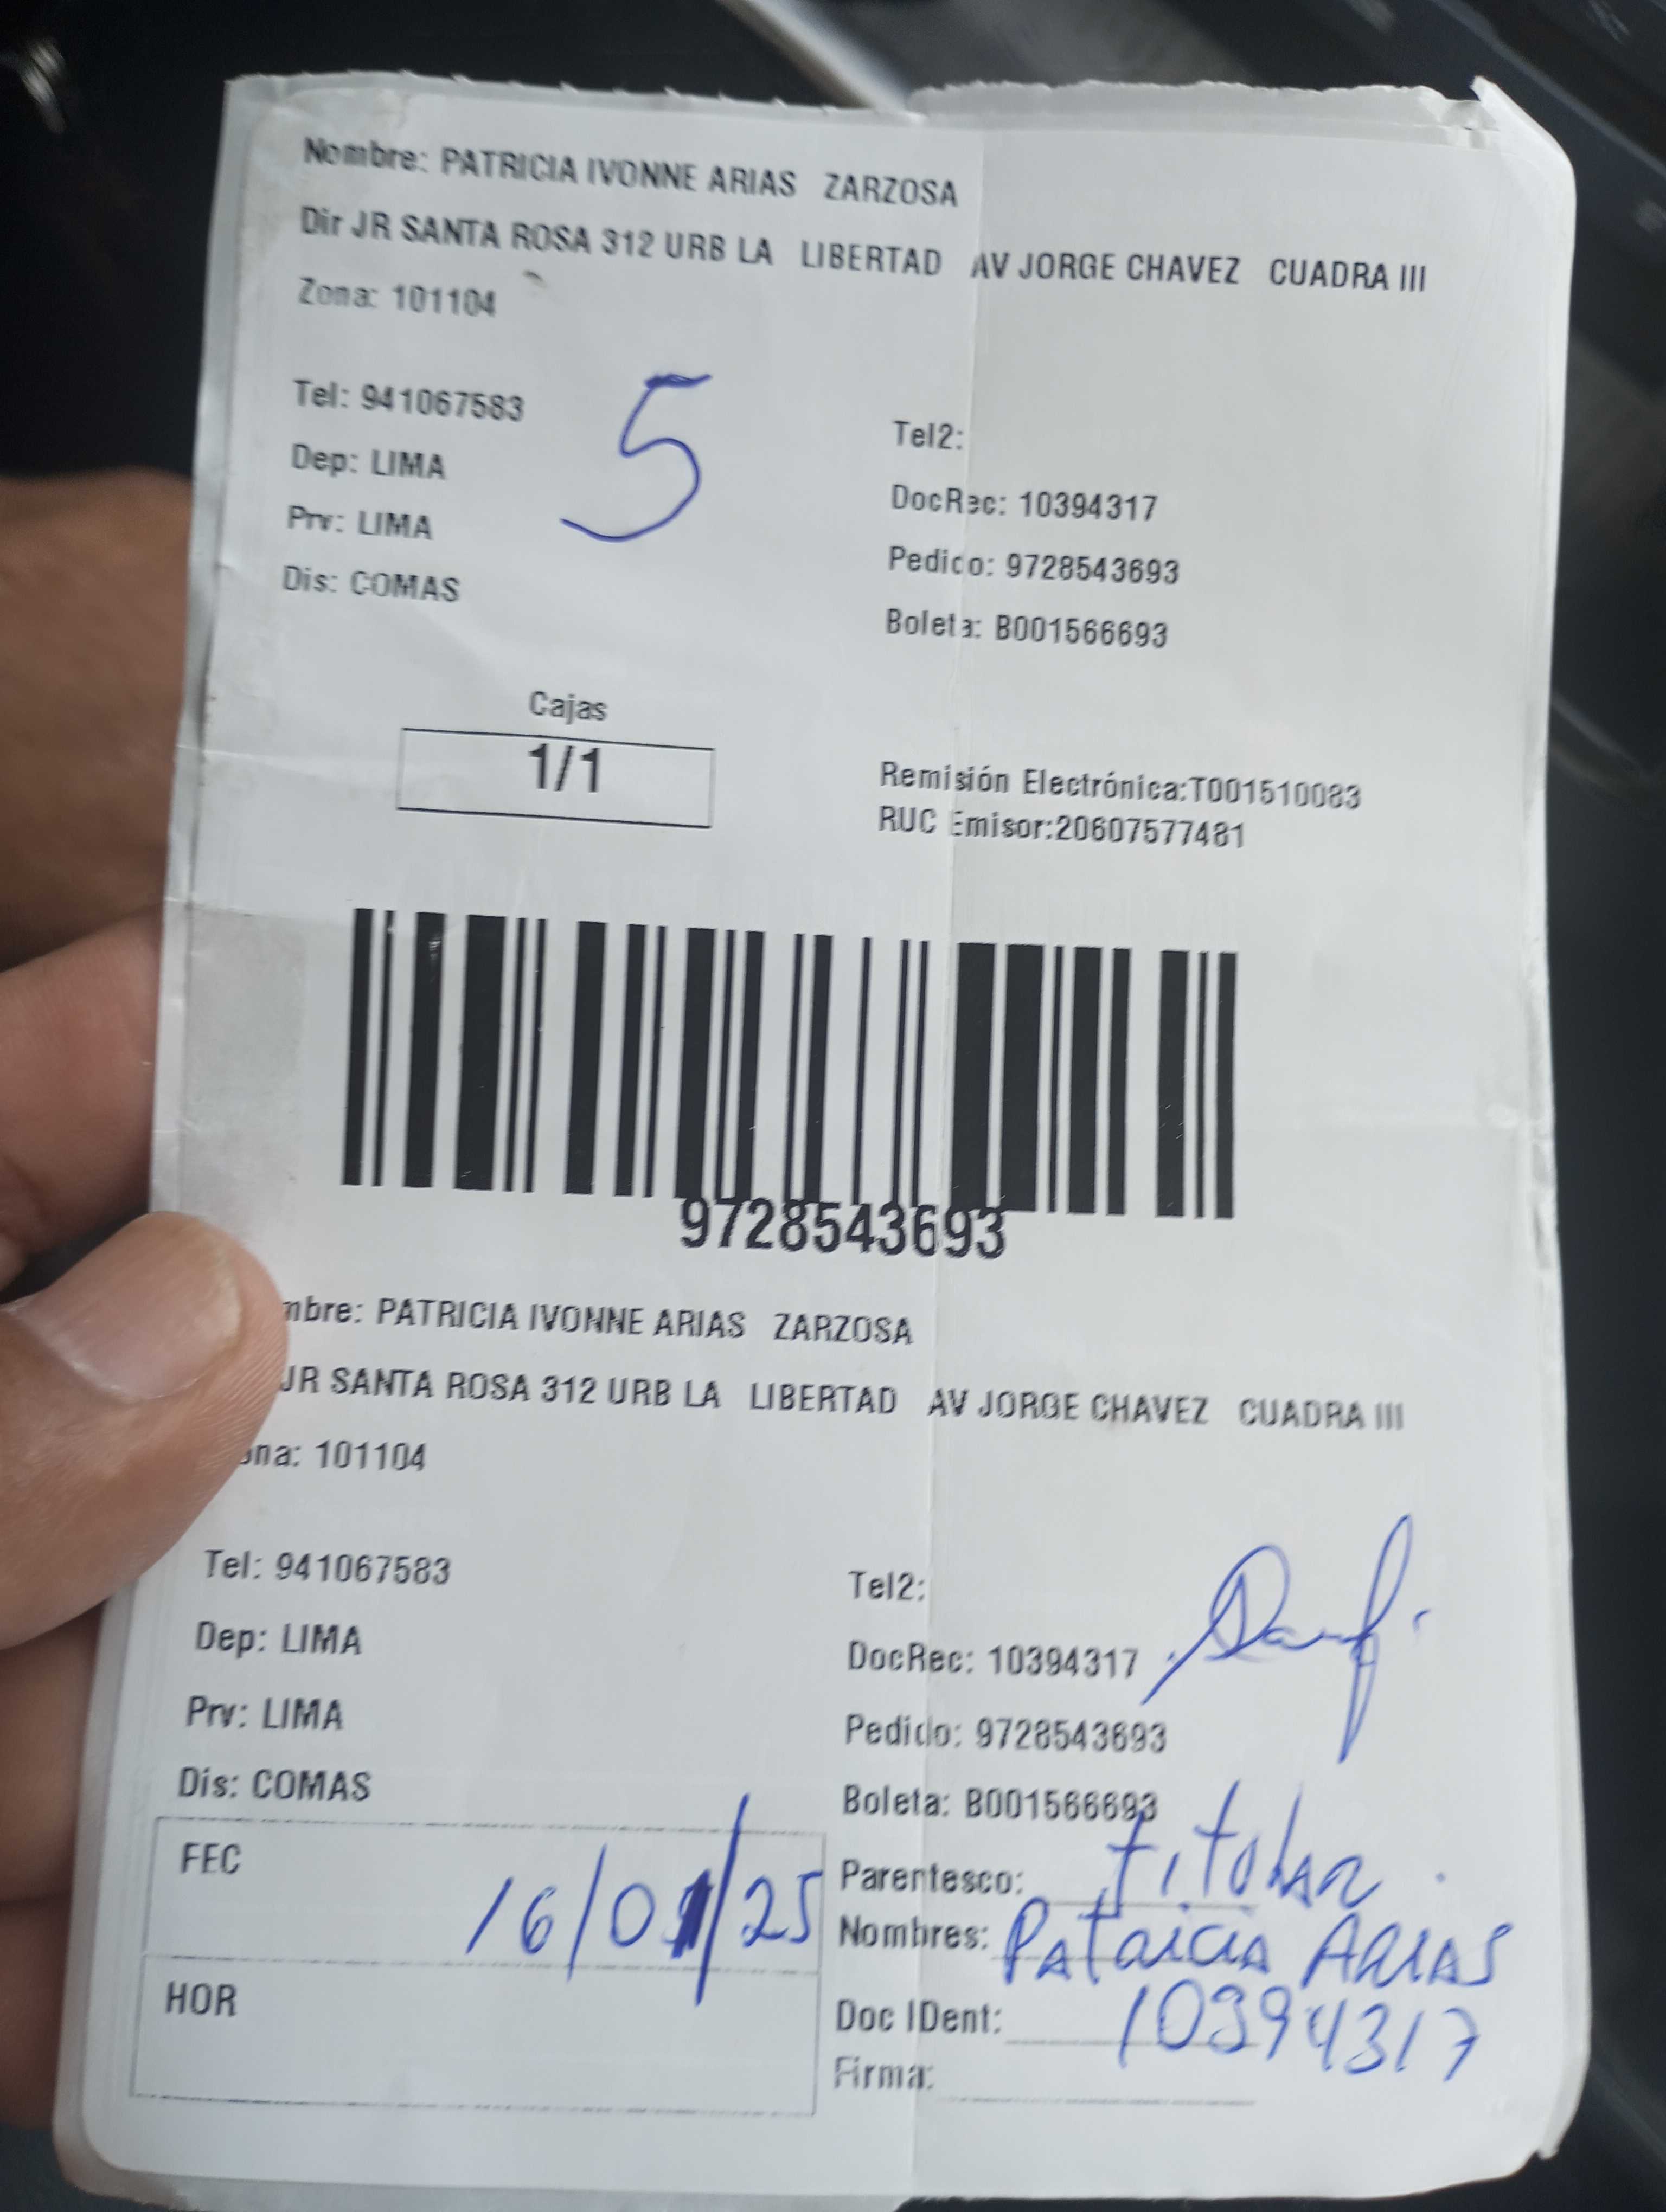 Nombre: PATRICIA IVONNE ARIAS ZARZOSA
Dir JR SANTA ROSA 312 URB LA LIBERTAD AV JORGE CHAVEZ CUADRA III
Zona: 101104
5
Tel: 941067583
Tel2:
Dep: LIMA
DocRec: 10394317
Prv: LIMA
Pedido: 9728543693
Dis: COMAS
Boleta: B001566693
Cajas
1/1
Remisión Electrónica:T001510083
RUC Emisor:20607577481
9728543693
mbre: PATRICIA IVONNE ARIAS ZARZOSA
JR SANTA ROSA 312 URB LA LIBERTAD AV JORGE CHAVEZ CUADRA III
ona: 101104
Tel: 941067583
Tel2:
Dep: LIMA
DocRec: 10394317
Prv: LIMA
Pedido: 9728543693
Dis: COMAS
Boleta: B001566693
FEC 16/01/25
Parentesco: titular
Nombres: Patricia Arias
HOR
Doc IDent: 10394317
Firma: